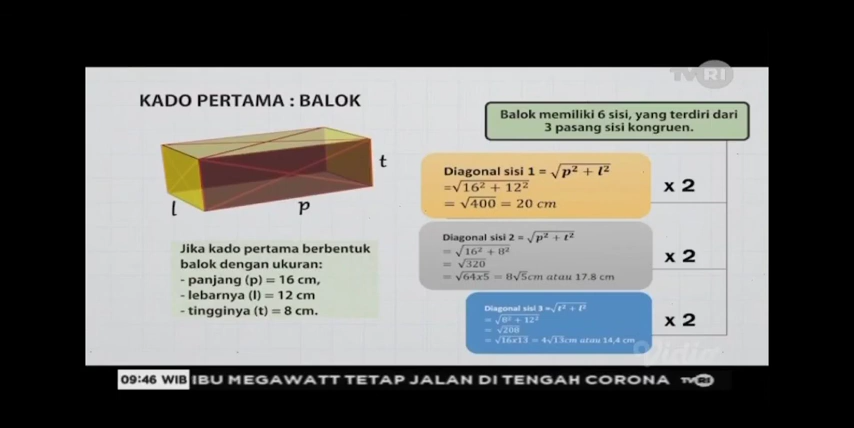 TVRI
KADO PERTAMA : BALOK
Balok memiliki 6 sisi, yang terdiri dari
3 pasang sisi kongruen.
t
l
p
Diagonal sisi 1 = √p² + l²
=√16² + 12²
= √400 = 20 cm
x 2
Diagonal sisi 2 = √p² + t²
= √16² + 8²
= √320
= √64x5 = 8√5cm atau 17.8 cm
x 2
Jika kado pertama berbentuk
balok dengan ukuran:
- panjang (p) = 16 cm,
- lebarnya (l) = 12 cm
- tingginya (t) = 8 cm.
Diagonal sisi 3 =√t² + l²
= √8² + 12²
= √208
= √16x13 = 4√13cm atau 14,4 cm
x 2
Vidio
09:46 WIB IBU MEGAWATT TETAP JALAN DI TENGAH CORONA TVRI